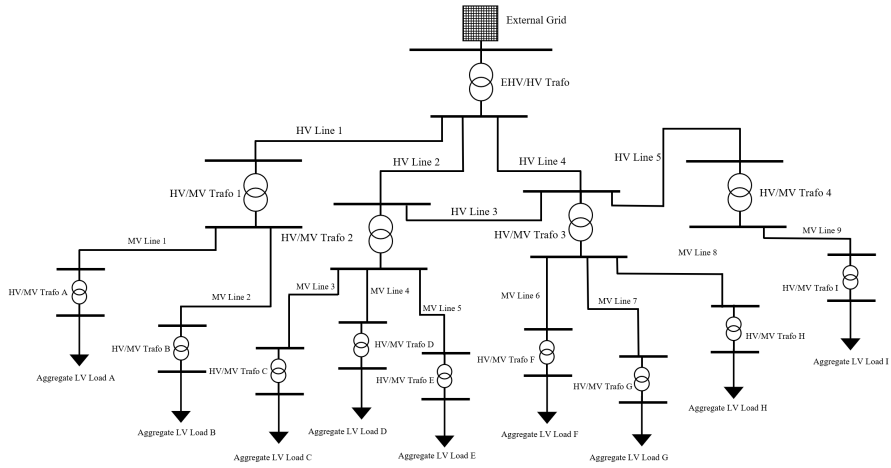 External Grid
EHV/HV Trafo
HV Line 1
HV Line 2
HV Line 4
HV Line 5
HV/MV Trafo 1
HV/MV Trafo 4
HV Line 3
HV/MV Trafo 2
HV/MV Trafo 3
MV Line 1
MV Line 9
MV Line 8
HV/MV Trafo A
MV Line 2
MV Line 3
MV Line 4
MV Line 5
MV Line 6
MV Line 7
HV/MV Trafo I
HV/MV Trafo B
HV/MV Trafo D
HV/MV Trafo H
HV/MV Trafo C
HV/MV Trafo E
HV/MV Trafo F
HV/MV Trafo G
Aggregate LV Load A
Aggregate LV Load I
Aggregate LV Load B
Aggregate LV Load D
Aggregate LV Load H
Aggregate LV Load C
Aggregate LV Load E
Aggregate LV Load F
Aggregate LV Load G